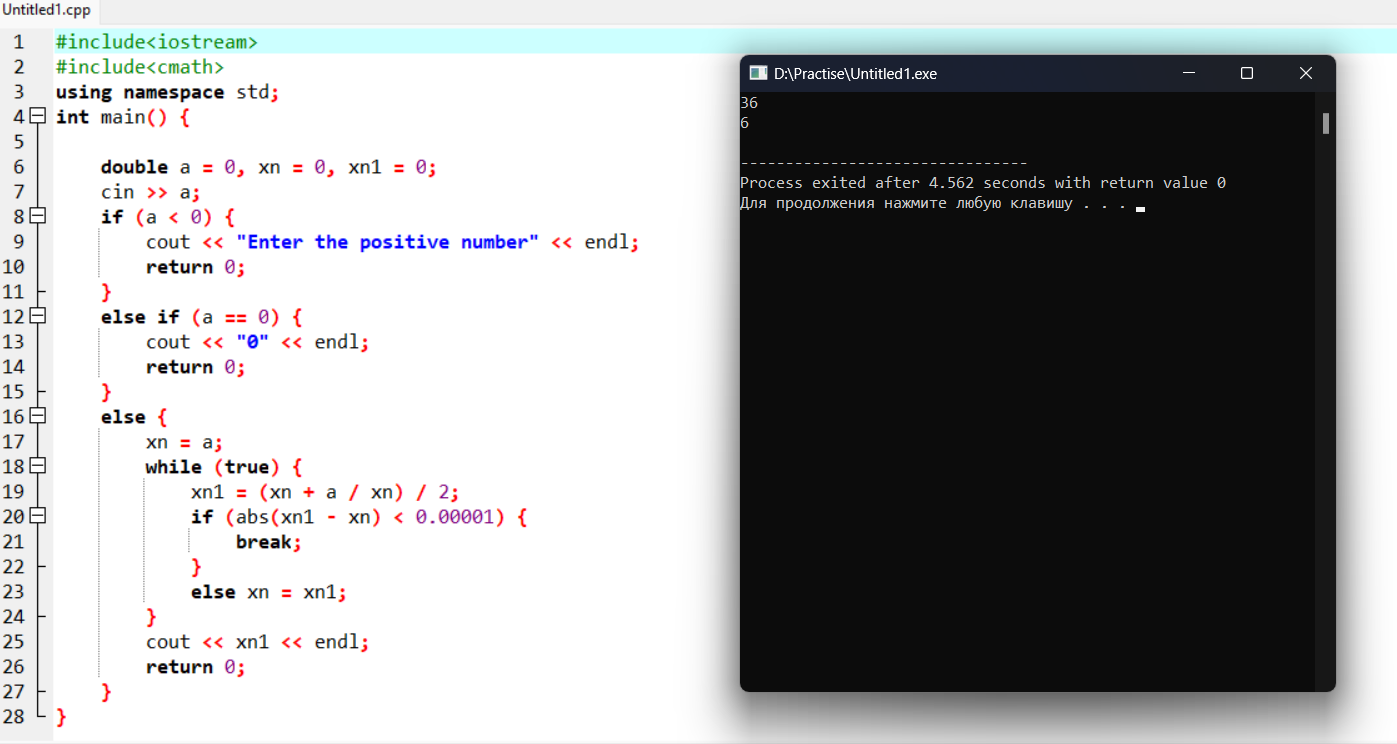 Untitled1.cpp
1 #include<iostream>
2 #include<cmath>
3 using namespace std;
4 int main() {
5
6 double a = 0, xn = 0, xn1 = 0;
7 cin >> a;
8 if (a < 0) {
9 cout << "Enter the positive number" << endl;
10 return 0;
11 }
12 else if (a == 0) {
13 cout << "0" << endl;
14 return 0;
15 }
16 else {
17 xn = a;
18 while (true) {
19 xn1 = (xn + a / xn) / 2;
20 if (abs(xn1 - xn) < 0.00001) {
21 break;
22 }
23 else xn = xn1;
24 }
25 cout << xn1 << endl;
26 return 0;
27 }
28 }
D:\Practise\Untitled1.exe
36
6
--------------------------------
Process exited after 4.562 seconds with return value 0
Для продолжения нажмите любую клавишу . . .